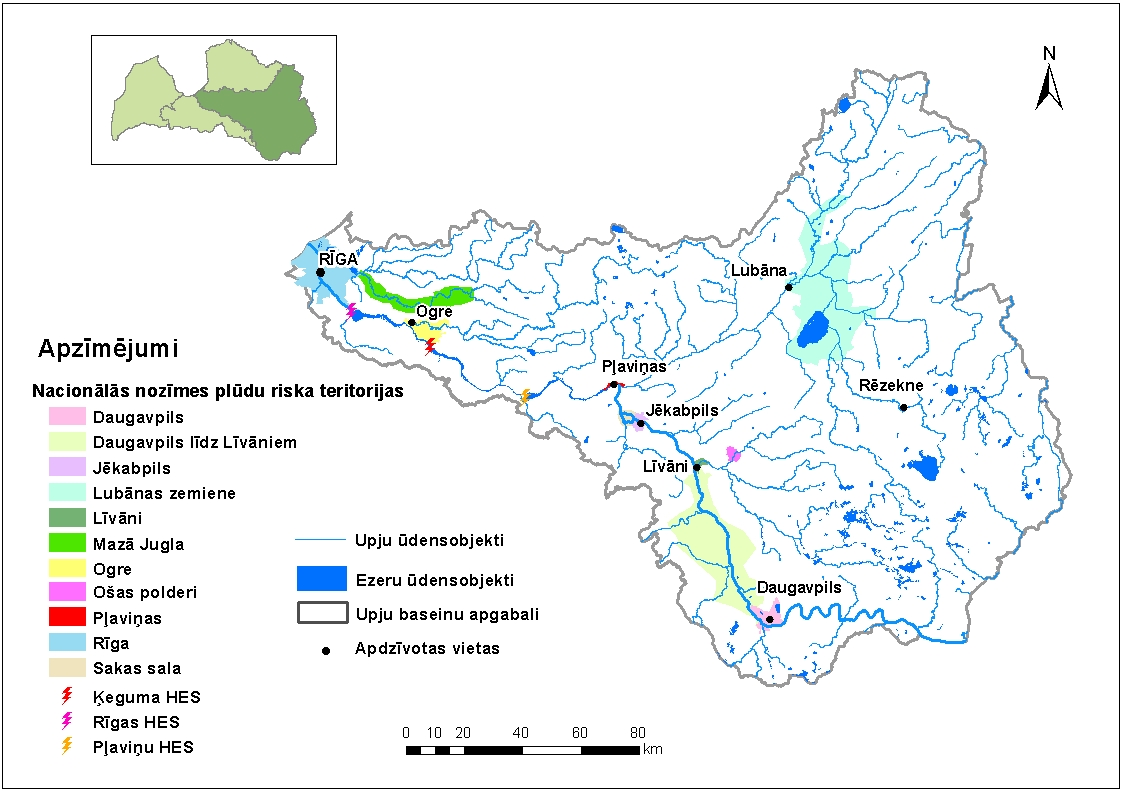 N
RĪGA
Lubāna
Ogre
Pļaviņas
Rēzekne
Jēkabpils
Līvāni
Daugavpils
Apzīmējumi
Nacionālās nozīmes plūdu riska teritorijas
Daugavpils
Daugavpils līdz Līvāniem
Jēkabpils
Lubānas zemiene
Līvāni
Mazā Jugla
Ogre
Ošas polderi
Pļaviņas
Rīga
Sakas sala
Ķeguma HES
Rīgas HES
Pļaviņu HES
Upju ūdensobjekti
Ezeru ūdensobjekti
Upju baseinu apgabali
Apdzīvotas vietas
0 10 20 40 60 80
km